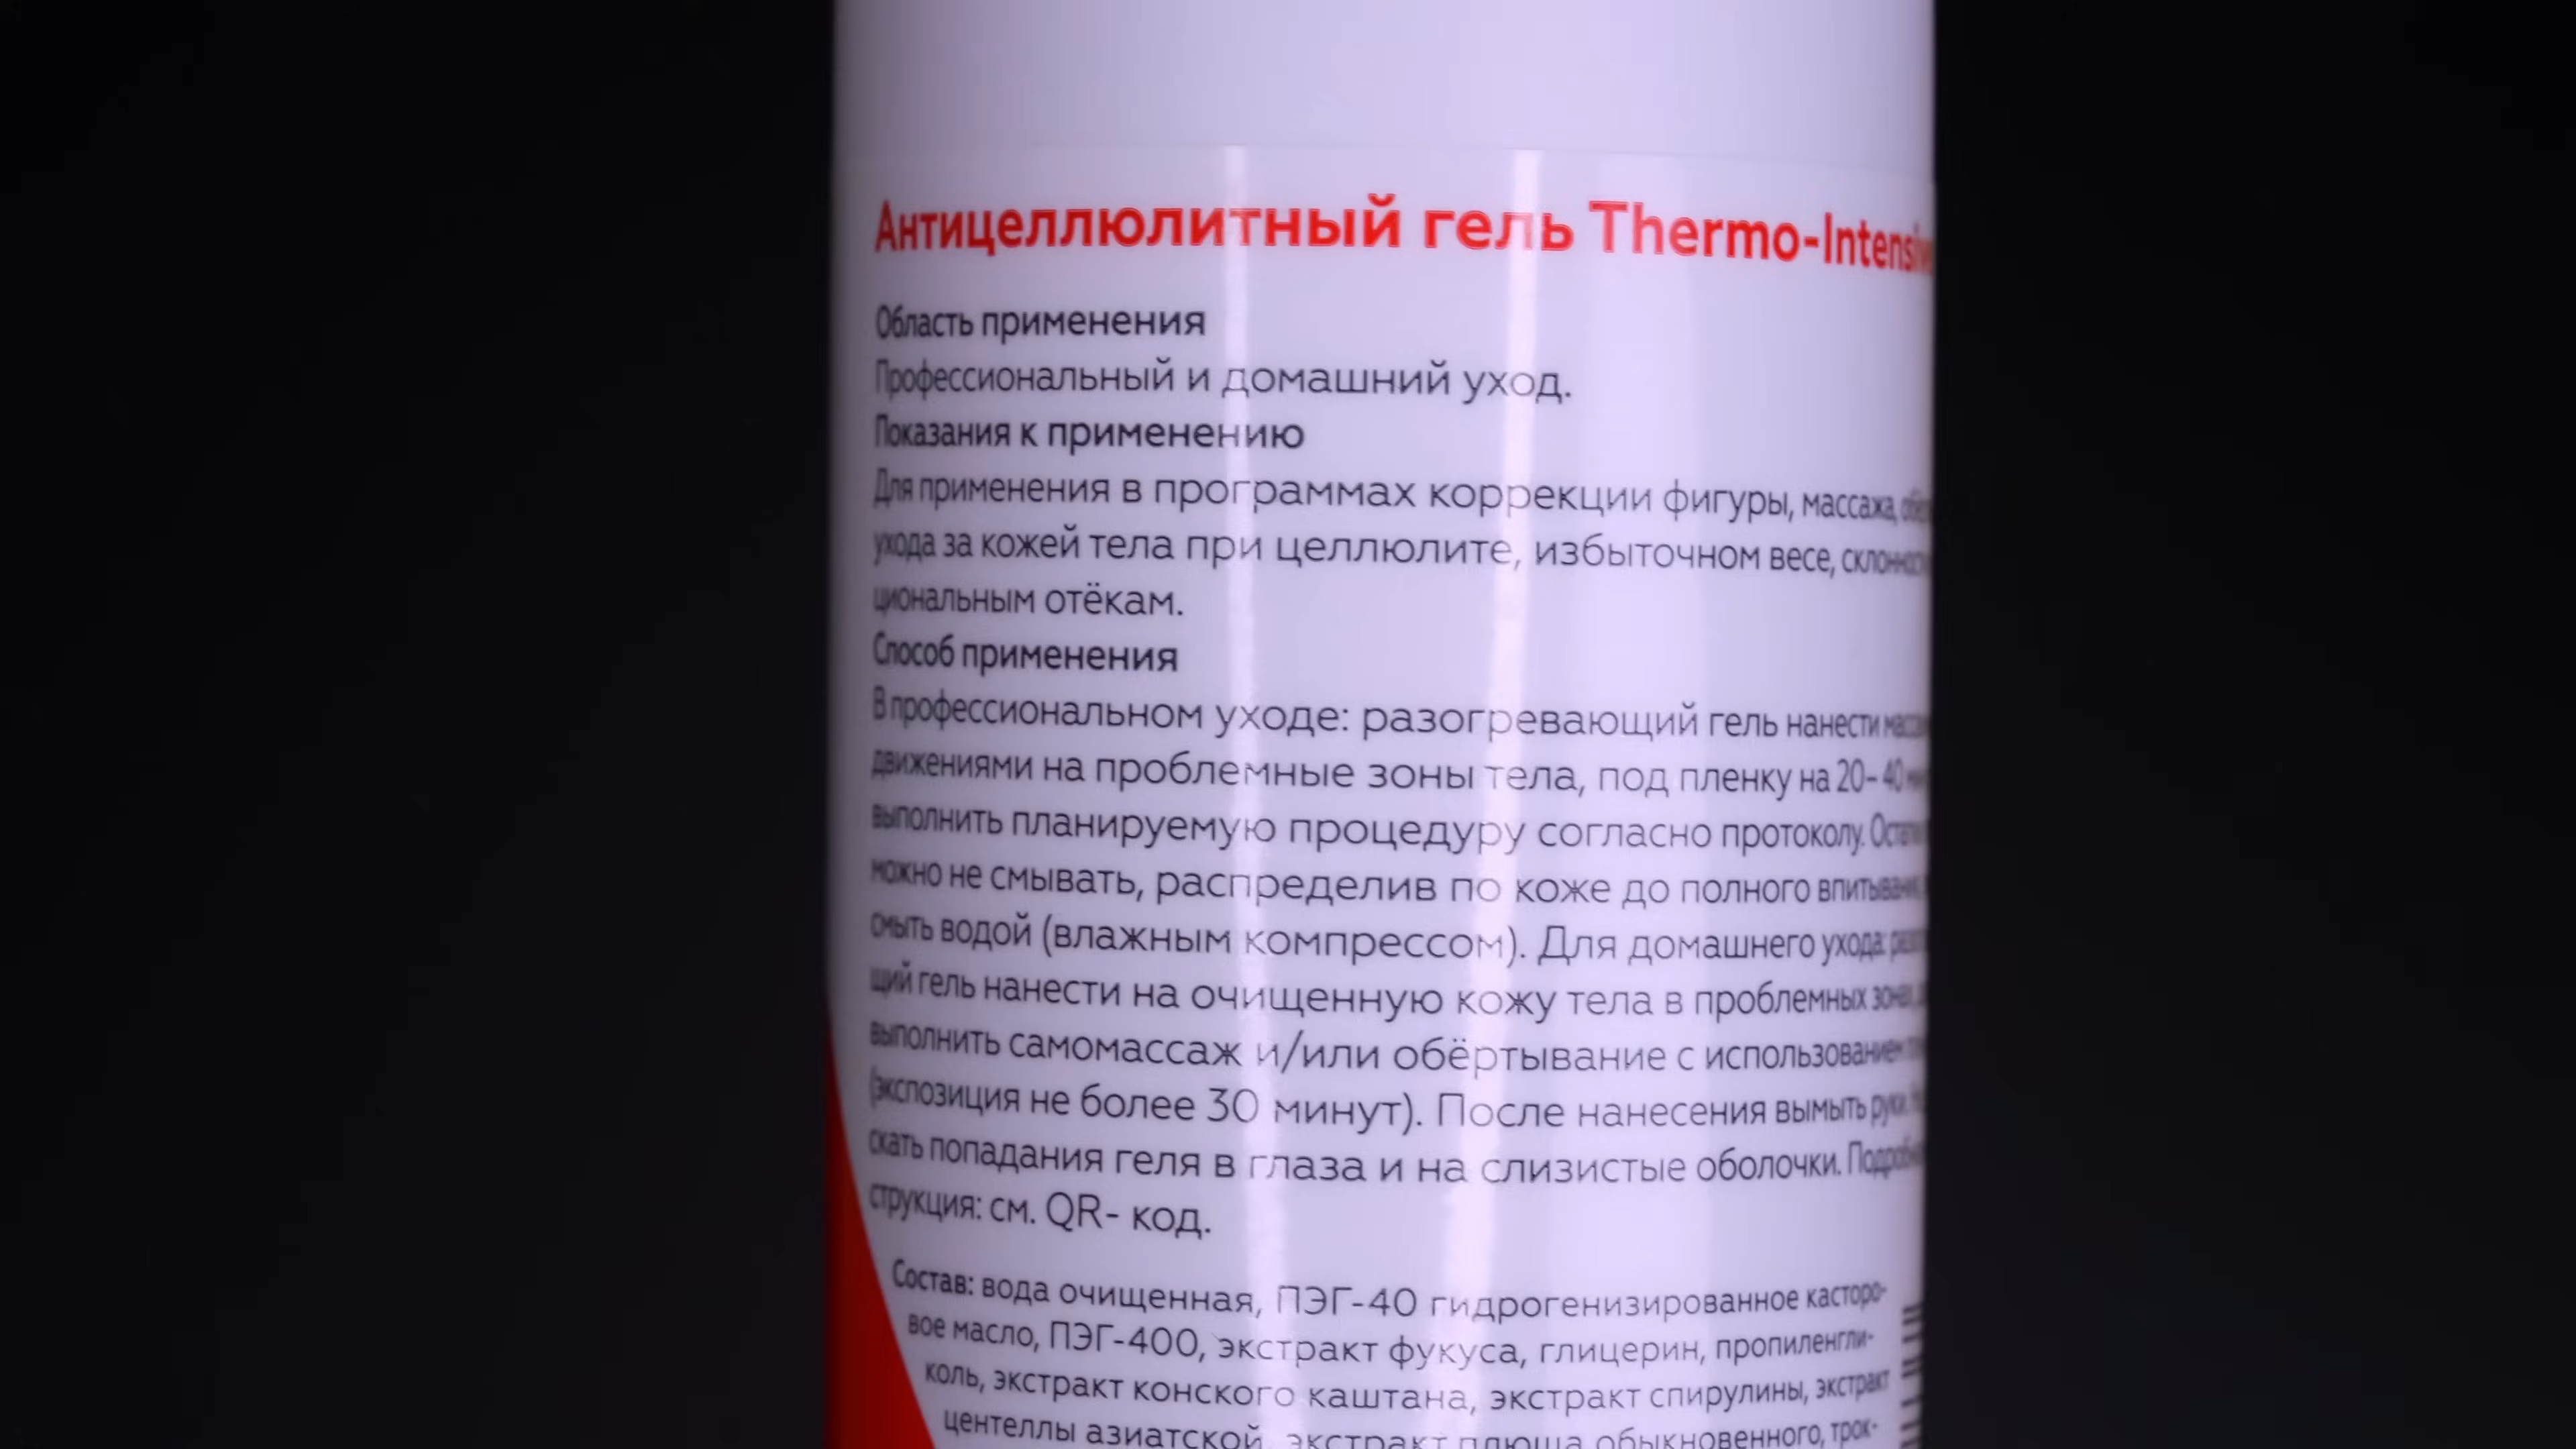 Антицеллюлитный гель Thermo-Intensive
Область применения
Профессиональный и домашний уход.
Показания к применению
Для применения в программах коррекции фигуры, массажа,
ухода за кожей тела при целлюлите, избыточном весе,
циональным отёкам.
Способ применения
В профессиональном уходе: разогревающий гель нанести
движениями на проблемные зоны тела, под пленку на 20-40
выполнить планируемую процедуру согласно протоколу.
можно не смывать, распределив по коже до полного
смыть водой (влажным компрессом). Для домашнего ухода:
щий гель нанести на очищенную кожу тела в проблемных зонах,
выполнить самомассаж и/или обёртывание с использованием
(экспозиция не более 30 минут). После нанесения вымыть руки.
скать попадания геля в глаза и на слизистые оболочки.
струкция: см. QR- код.
Состав: вода очищенная, ПЭГ-40 гидрогенизированное касторо-
вое масло, ПЭГ-400, экстракт фукуса, глицерин, пропиленгли-
коль, экстракт конского каштана, экстракт спирулины, экстракт
центеллы азиатской, экстракт плюща обыкновенного, трок-